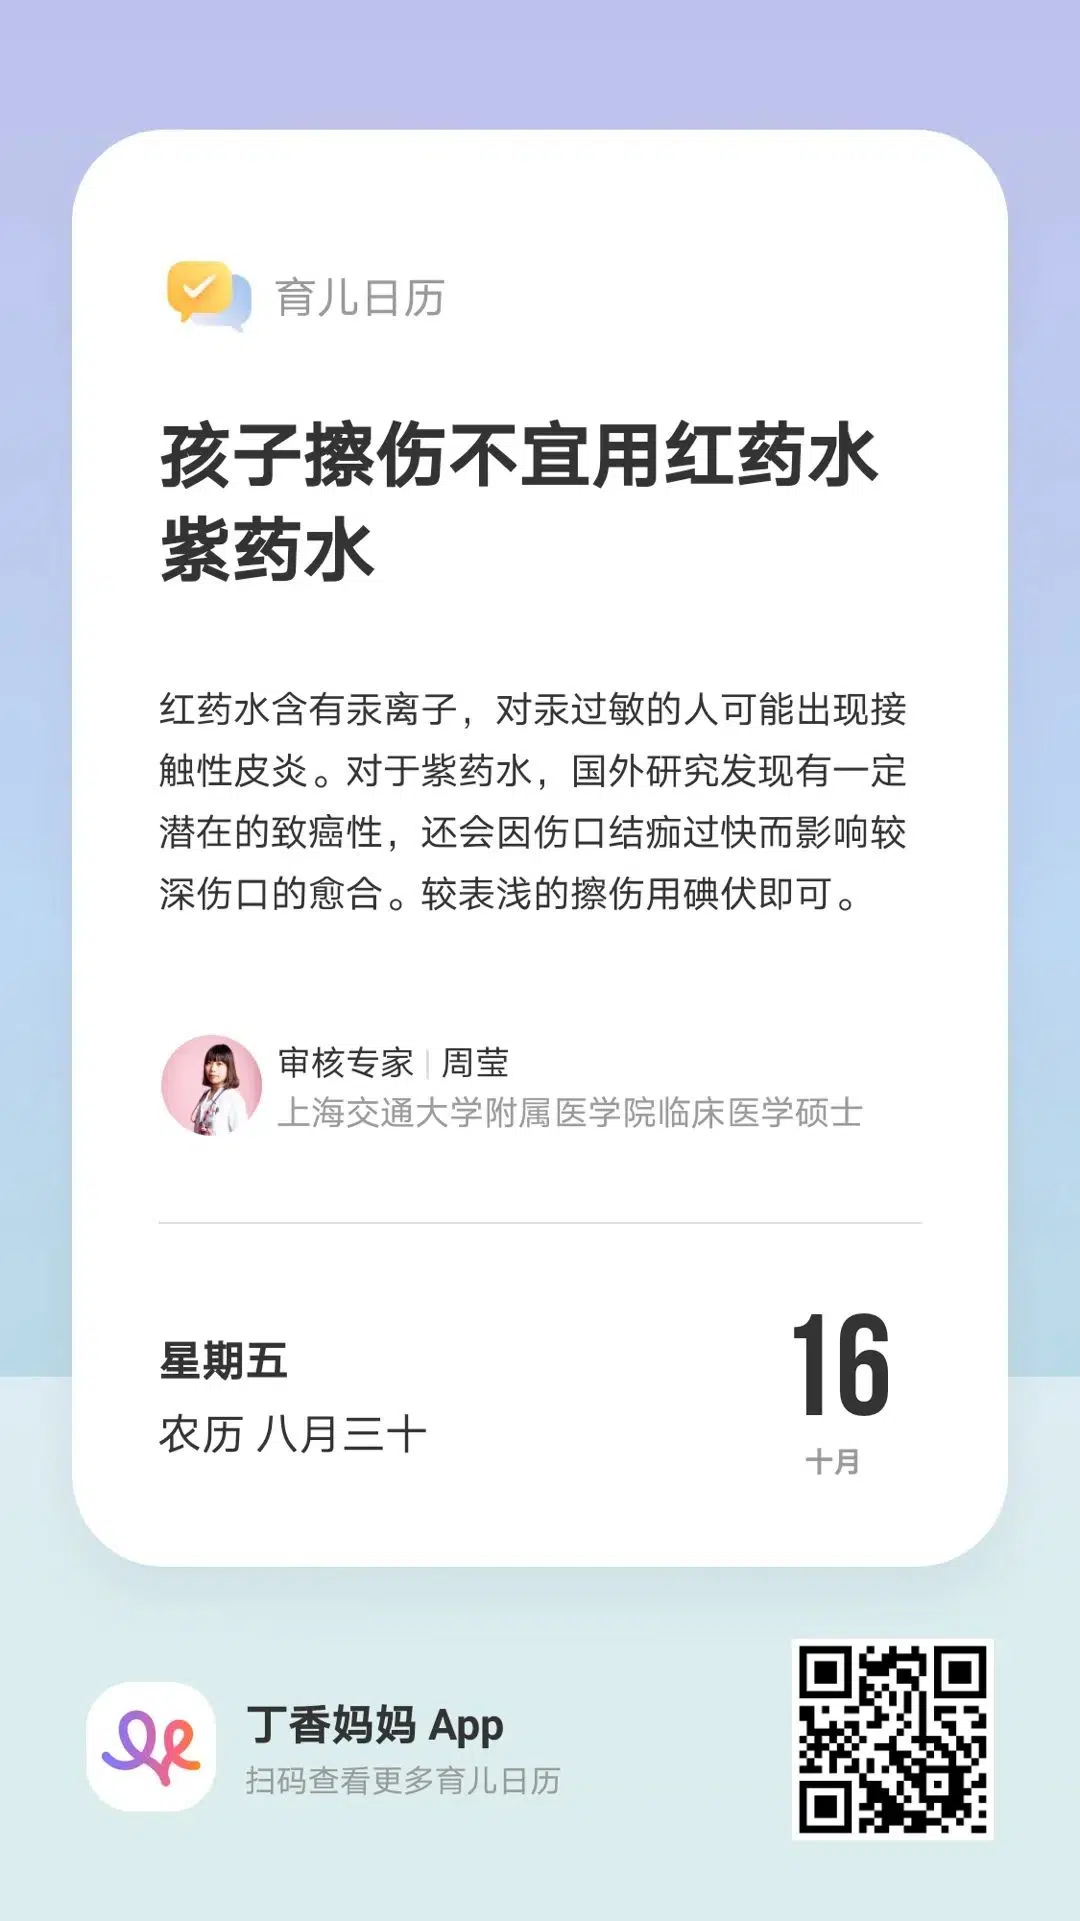 育儿日历
孩子擦伤不宜用红药水
紫药水
红药水含有汞离子，对汞过敏的人可能出现接
触性皮炎。对于紫药水，国外研究发现有一定
潜在的致癌性，还会因伤口结痂过快而影响较
深伤口的愈合。较表浅的擦伤用碘伏即可。
审核专家 | 周莹
上海交通大学附属医学院临床医学硕士
星期五
农历 八月三十
16
十月
丁香妈妈 App
扫码查看更多育儿日历